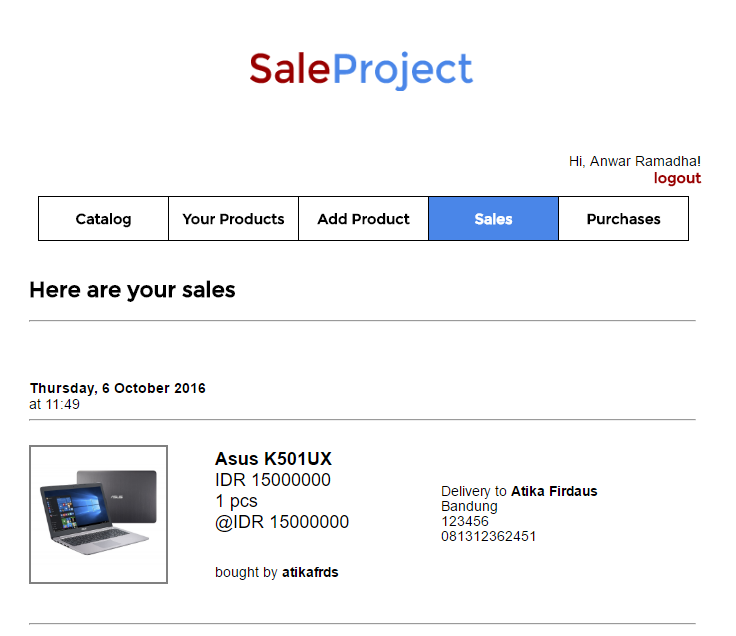 SaleProject
Hi, Anwar Ramadha!
logout
Catalog
Your Products
Add Product
Sales
Purchases
Here are your sales
Thursday, 6 October 2016
at 11:49
Asus K501UX
IDR 15000000
1 pcs
@IDR 15000000
bought by atikafrds
Delivery to Atika Firdaus
Bandung
123456
081312362451